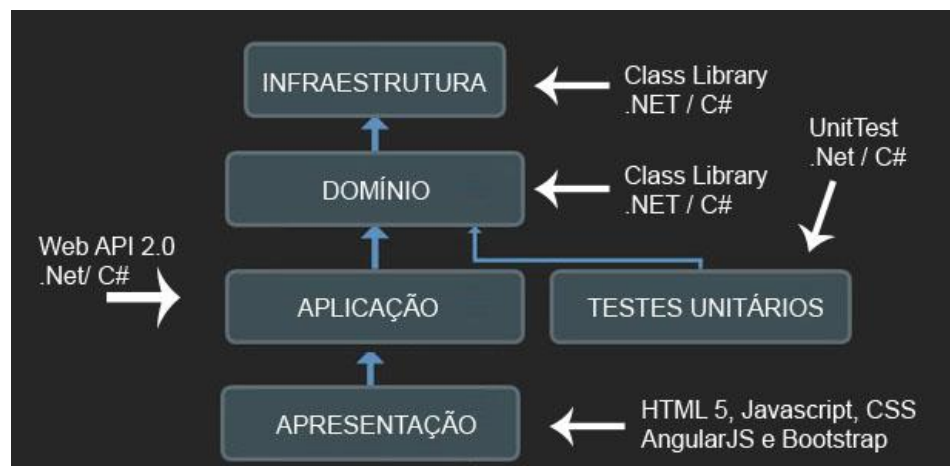 INFRAESTRUTURA
Class Library
.NET / C#
UnitTest
.Net / C#
DOMÍNIO
Class Library
.NET / C#
Web API 2.0
.Net/ C#
APLICAÇÃO
TESTES UNITÁRIOS
APRESENTAÇÃO
HTML 5, Javascript, CSS
AngularJS e Bootstrap